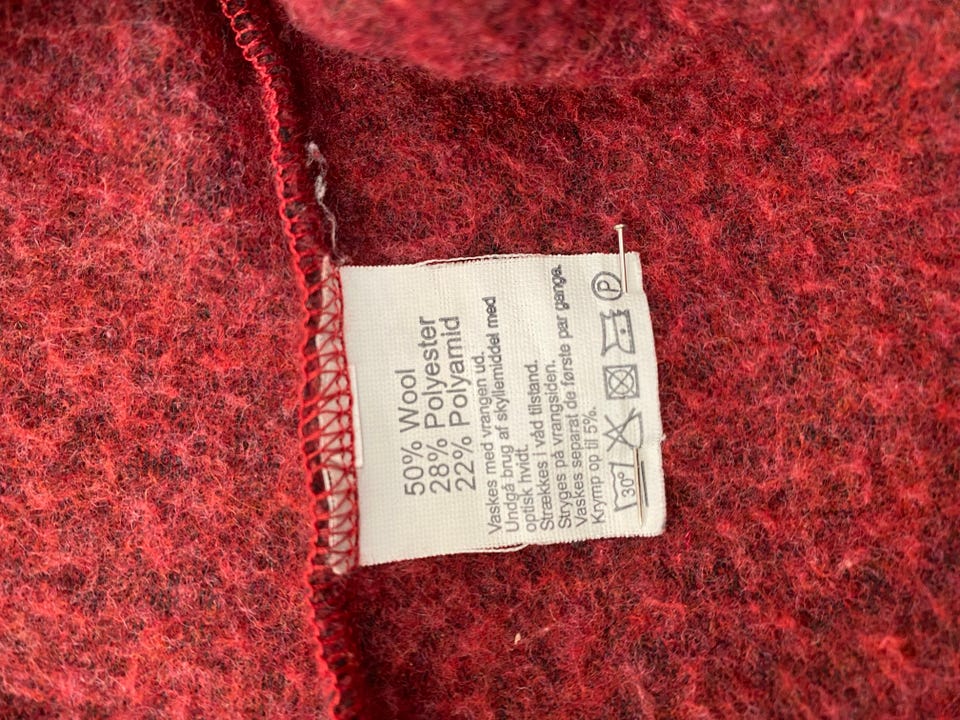 50% Wool
28% Polyester
22% Polyamid
Vaskes med vrangen ud.
Undgå brug af skyllemiddel med
optisk hvidt.
Strækkes i våd tilstand.
Stryges på vrangsiden.
Vaskes separat de første par gange.
Krymp op til 5%.
30°
P